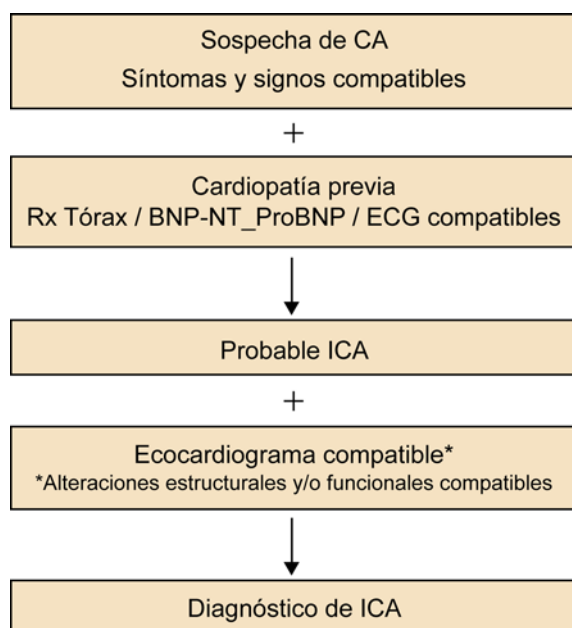 Sospecha de CA
Síntomas y signos compatibles
+
Cardiopatía previa
Rx Tórax / BNP-NT_ProBNP / ECG compatibles
Probable ICA
+
Ecocardiograma compatible*
*Alteraciones estructurales y/o funcionales compatibles
Diagnóstico de ICA